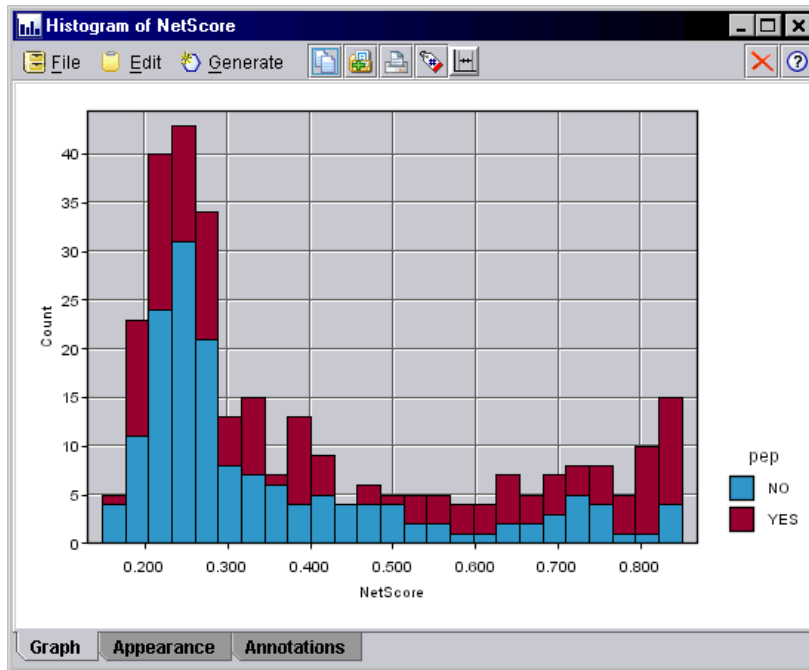 Histogram of NetScore
File Edit Generate
40
35
30
25
20
15
10
5
0
Count
0.200 0.300 0.400 0.500 0.600 0.700 0.800
NetScore
pep
NO
YES
Graph Appearance Annotations